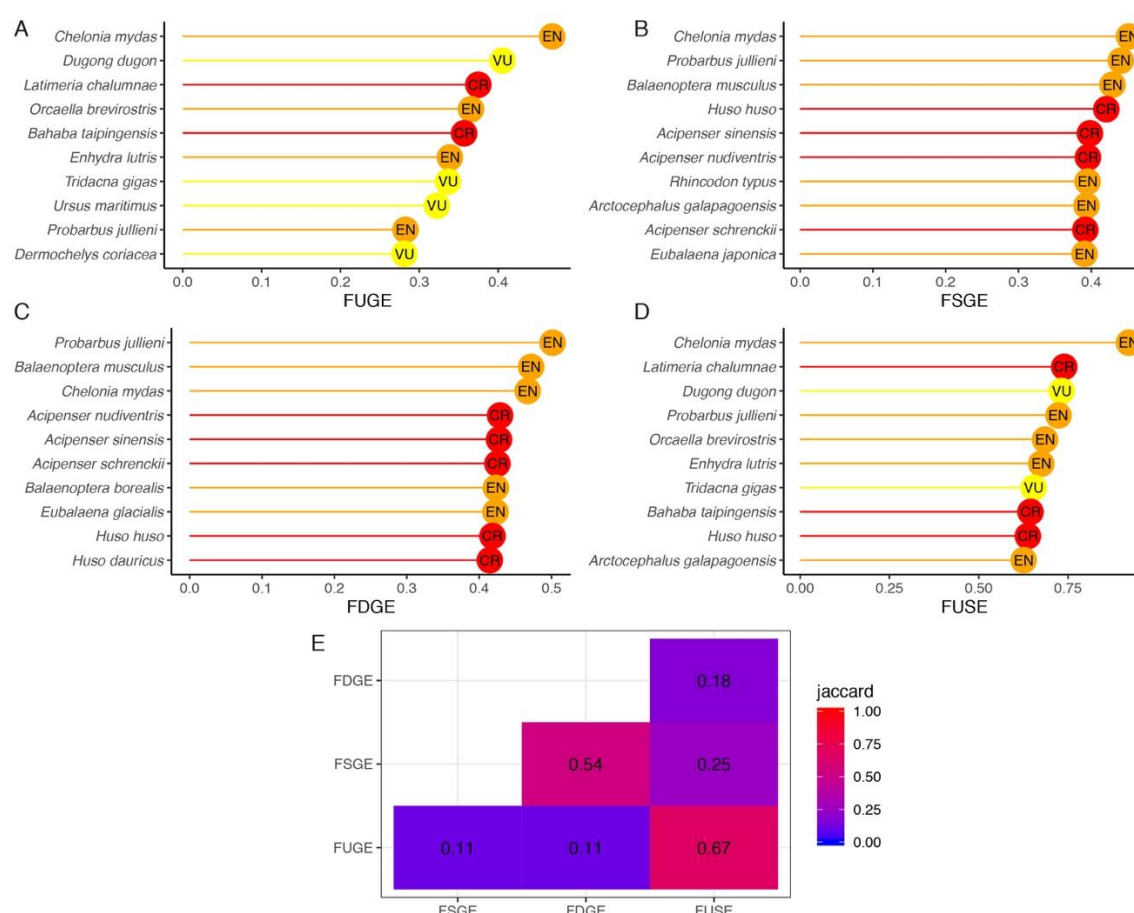 A
Chelonia mydas EN
Dugong dugon VU
Latimeria chalumnae CR
Orcaella brevirostris EN
Bahaba taipingensis CR
Enhydra lutris EN
Tridacna gigas VU
Ursus maritimus VU
Probarbus jullieni EN
Dermochelys coriacea VU
0.0 0.1 0.2 0.3 0.4
FUGE
B
Chelonia mydas EN
Probarbus jullieni EN
Balaenoptera musculus EN
Huso huso CR
Acipenser sinensis CR
Acipenser nudiventris CR
Rhincodon typus EN
Arctocephalus galapagoensis EN
Acipenser schrenckii CR
Eubalaena japonica EN
0.0 0.1 0.2 0.3 0.4
FSGE
C
Probarbus jullieni EN
Balaenoptera musculus EN
Chelonia mydas EN
Acipenser nudiventris CR
Acipenser sinensis CR
Acipenser schrenckii CR
Balaenoptera borealis EN
Eubalaena glacialis EN
Huso huso CR
Huso dauricus CR
0.0 0.1 0.2 0.3 0.4 0.5
FDGE
D
Chelonia mydas EN
Latimeria chalumnae CR
Dugong dugon VU
Probarbus jullieni EN
Orcaella brevirostris EN
Enhydra lutris EN
Tridacna gigas VU
Bahaba taipingensis CR
Huso huso CR
Arctocephalus galapagoensis EN
0.00 0.25 0.50 0.75
FUSE
E
FDGE 0.18
FSGE 0.54 0.25
FUGE 0.11 0.11 0.67
FSGE FDGE FUSE
jaccard
1.00
0.75
0.50
0.25
0.00